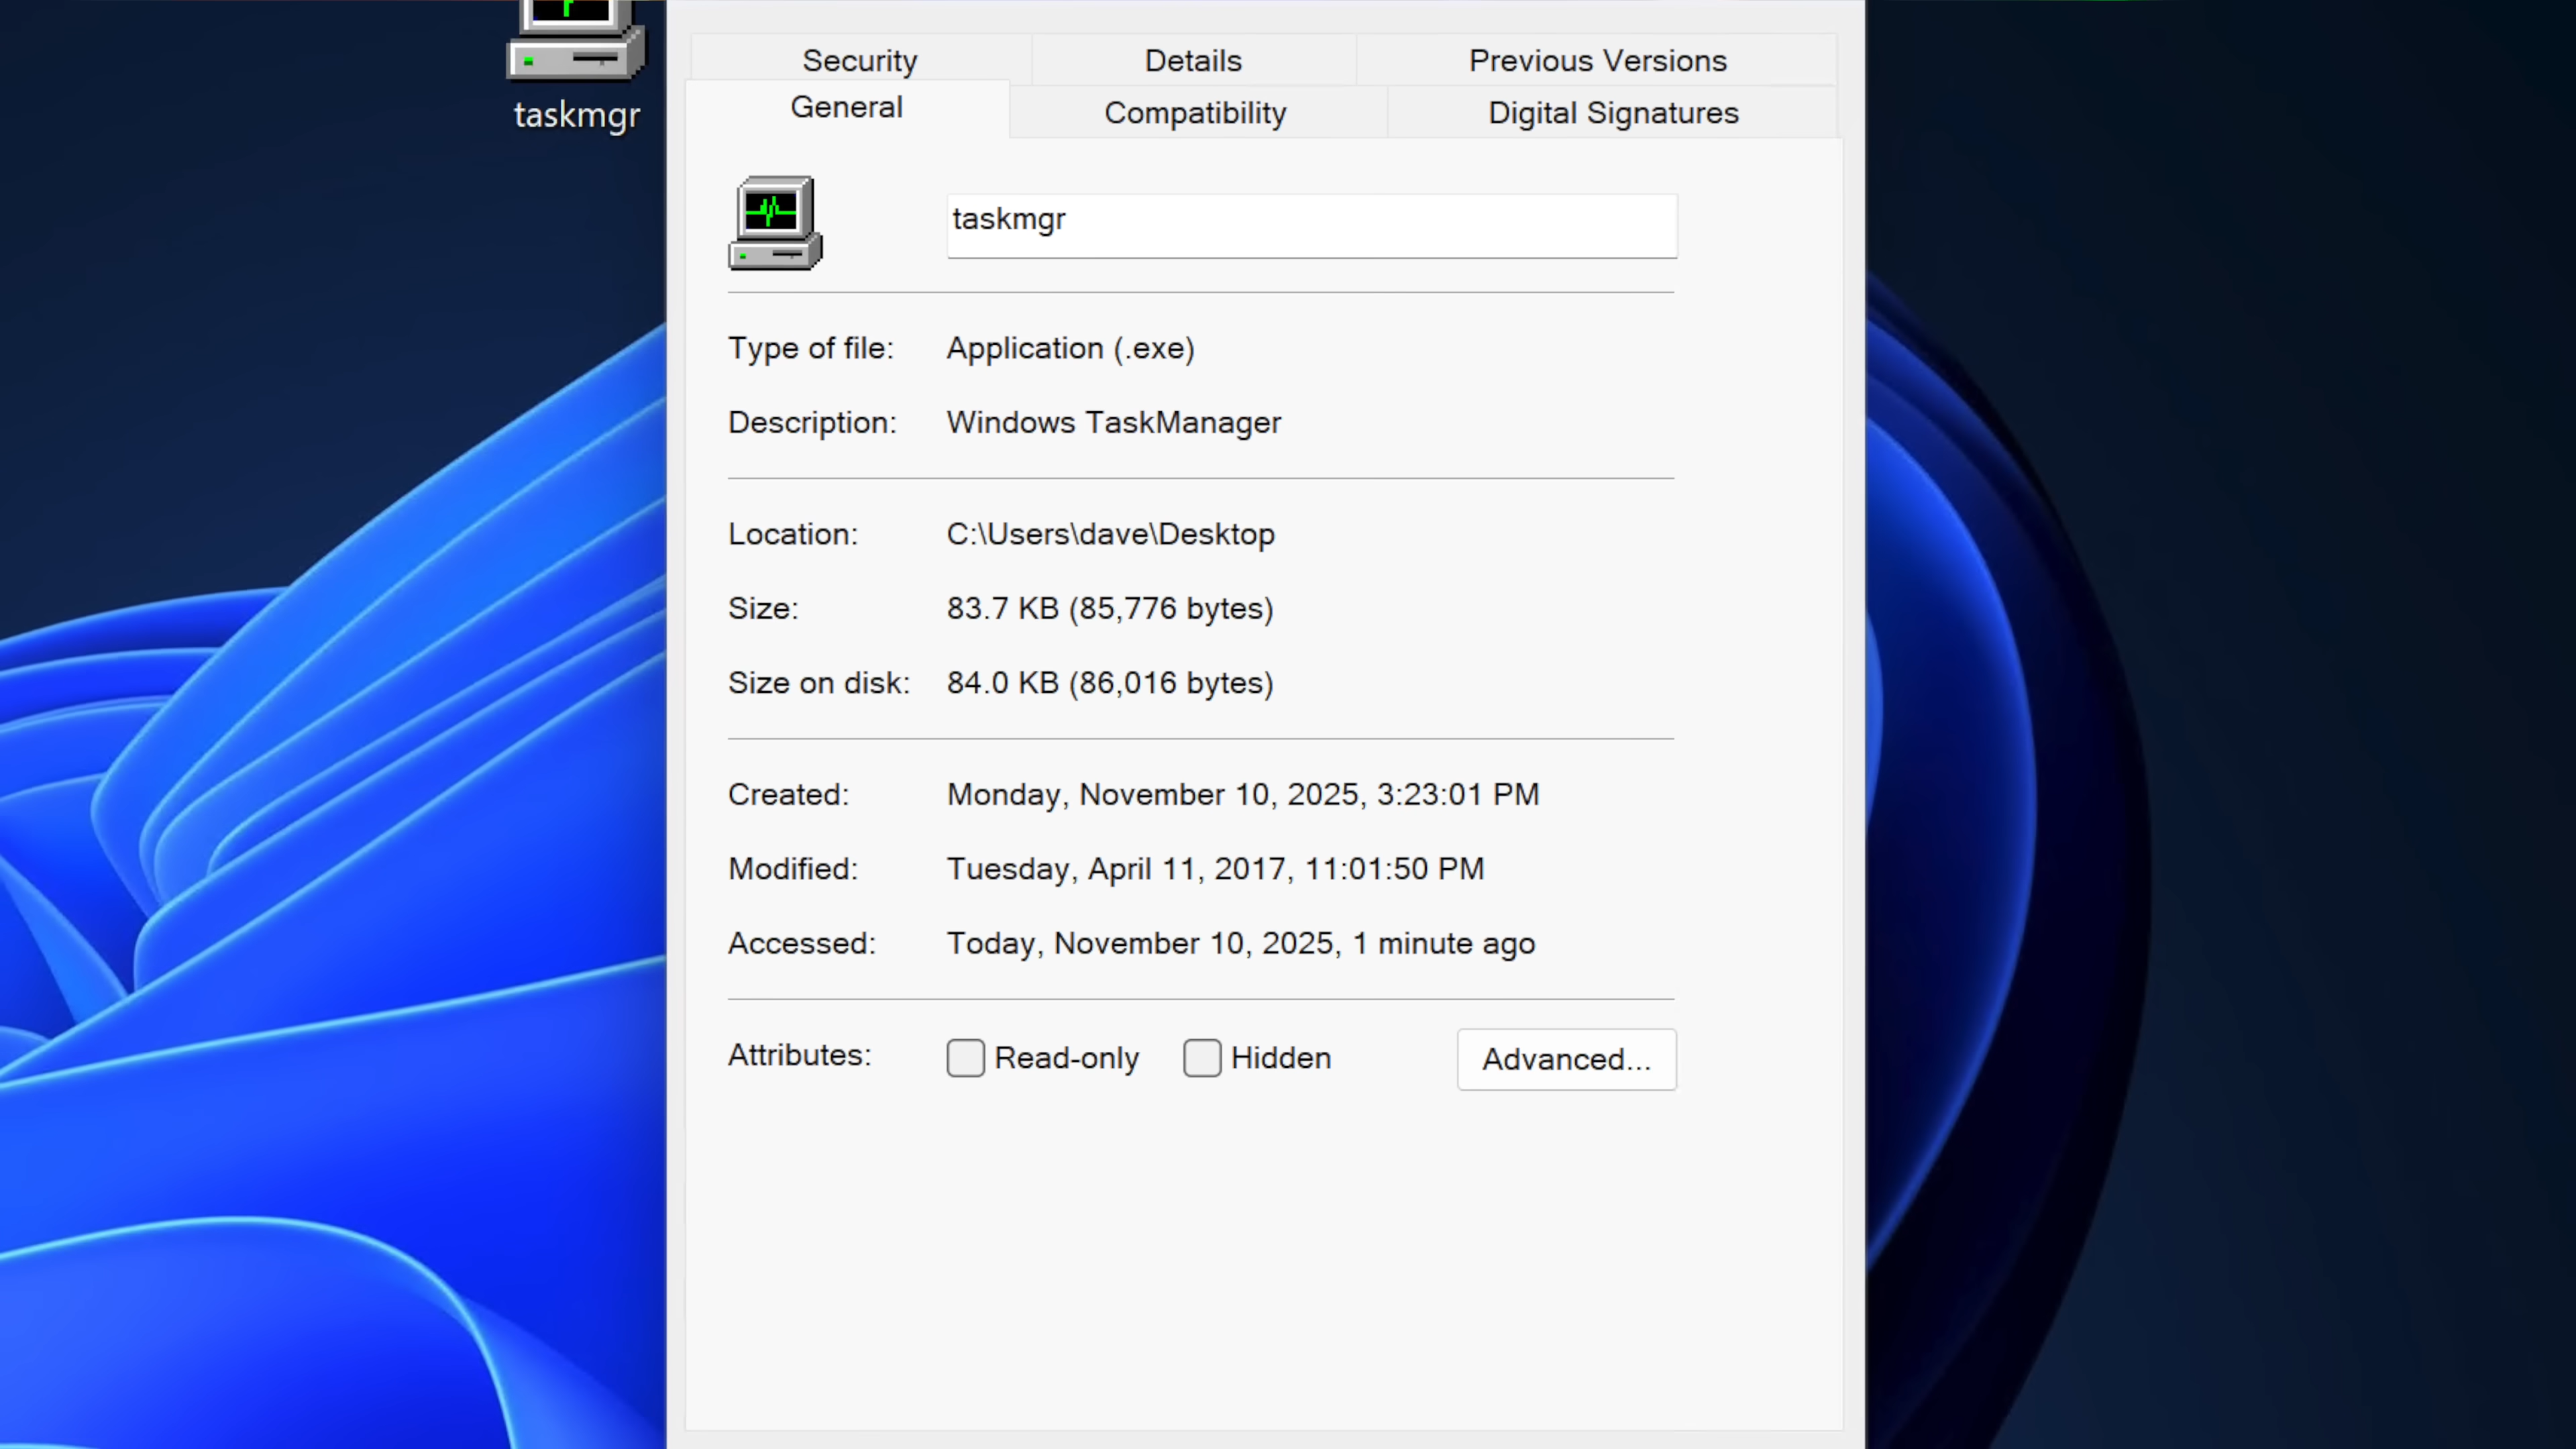 taskmgr
Security Details Previous Versions
General Compatibility Digital Signatures
taskmgr
Type of file: Application (.exe)
Description: Windows TaskManager
Location: C:\Users\dave\Desktop
Size: 83.7 KB (85,776 bytes)
Size on disk: 84.0 KB (86,016 bytes)
Created: Monday, November 10, 2025, 3:23:01 PM
Modified: Tuesday, April 11, 2017, 11:01:50 PM
Accessed: Today, November 10, 2025, 1 minute ago
Attributes: Read-only Hidden Advanced...